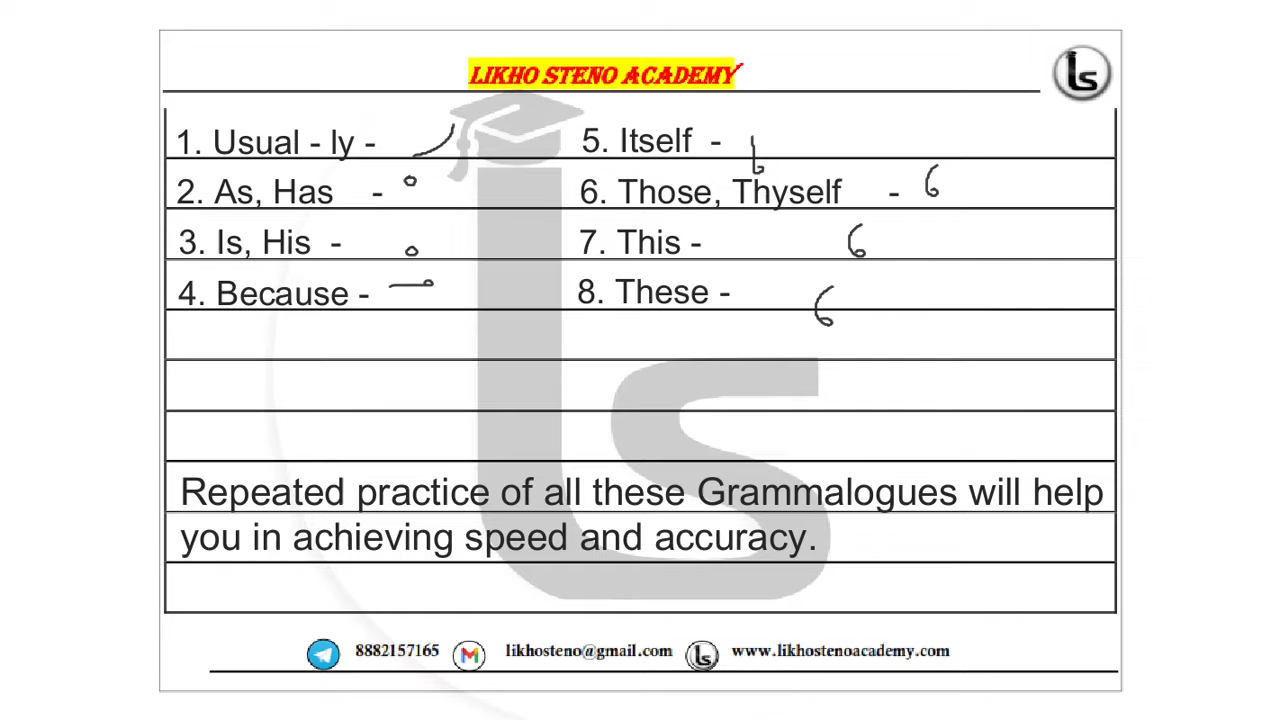 LIKHO STENO ACADEMY
ls
1. Usual - ly -
2. As, Has -
3. Is, His -
4. Because -
5. Itself -
6. Those, Thyself -
7. This -
8. These -
Repeated practice of all these Grammalogues will help
you in achieving speed and accuracy.
8882157165 likhosteno@gmail.com ls www.likhostenoacademy.com